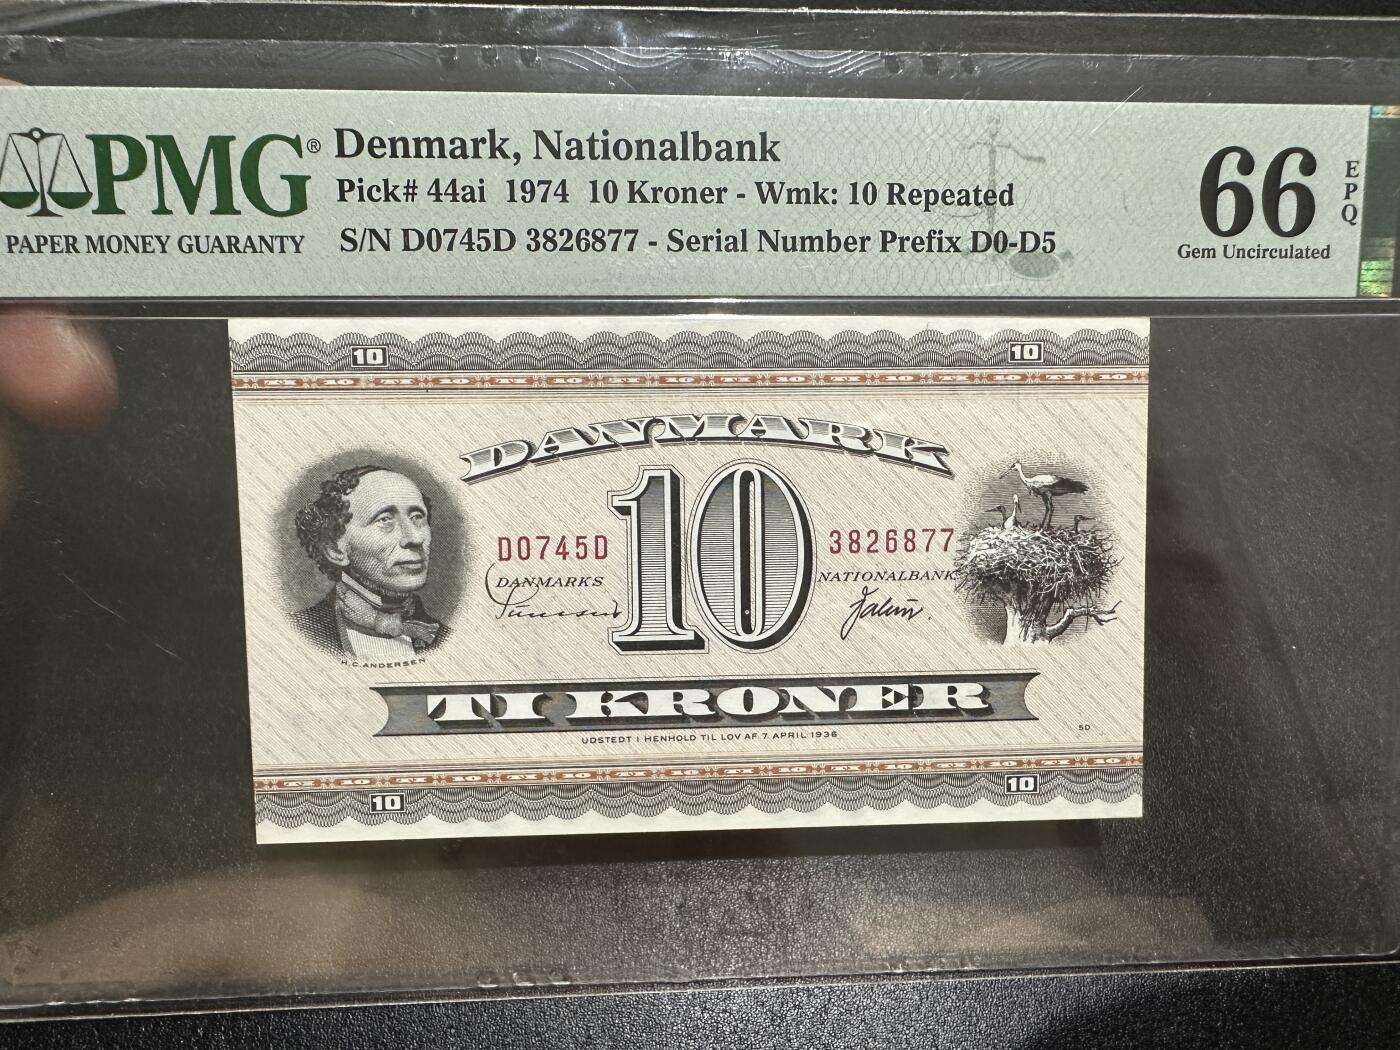 PMG®
PAPER MONEY GUARANTY
Denmark, Nationalbank
Pick# 44ai 1974 10 Kroner - Wmk: 10 Repeated
S/N D0745D 3826877 - Serial Number Prefix D0-D5
66
EPQ
Gem Uncirculated
10 10
DANMARK
10
D0745D 3826877
DANMARKS NATIONALBANK
H.C. ANDERSEN
TI KRONER
UDSTEDT I HENHOLD TIL LOV AF 7. APRIL 1936
SD
10 10